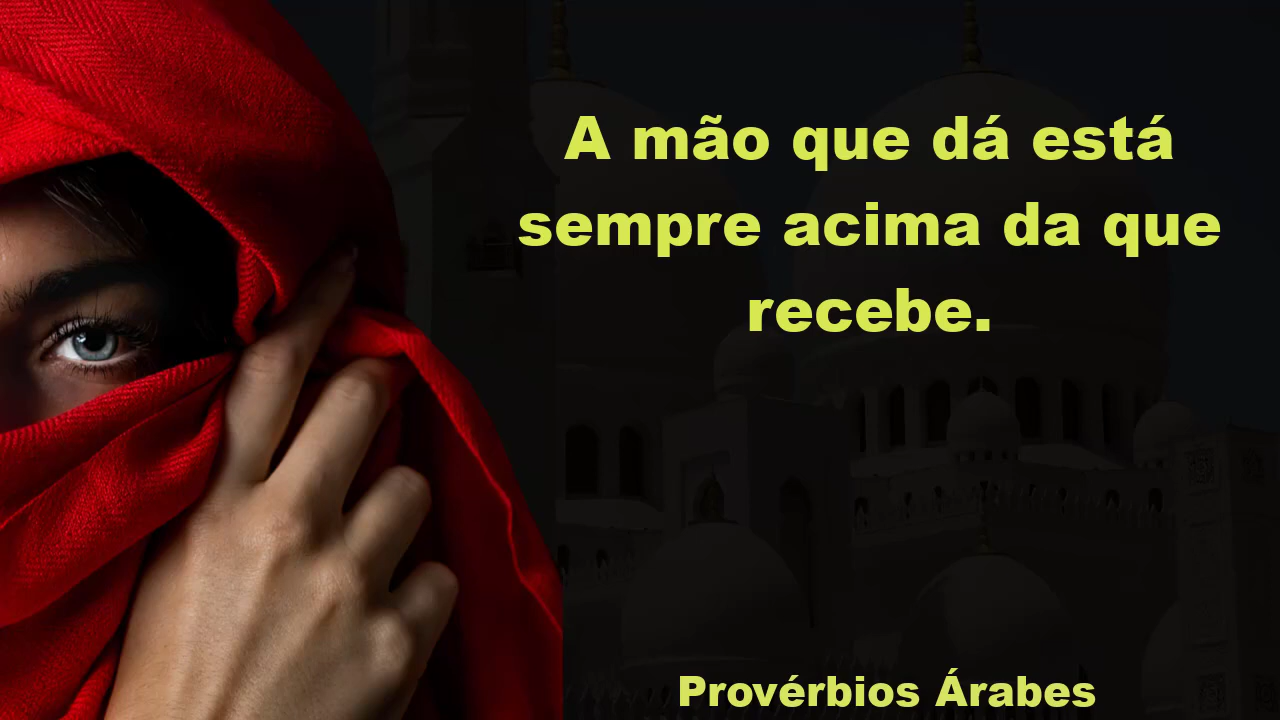 A mão que dá está
sempre acima da que
recebe.
Provérbios Árabes